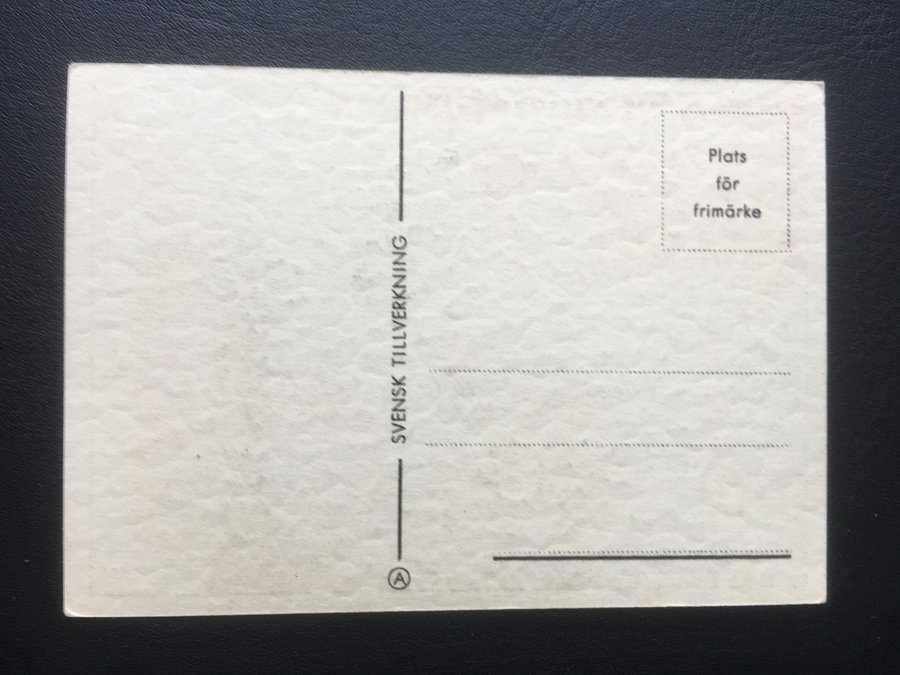 SVENSK TILLVERKNING
A
Plats
för
frimärke